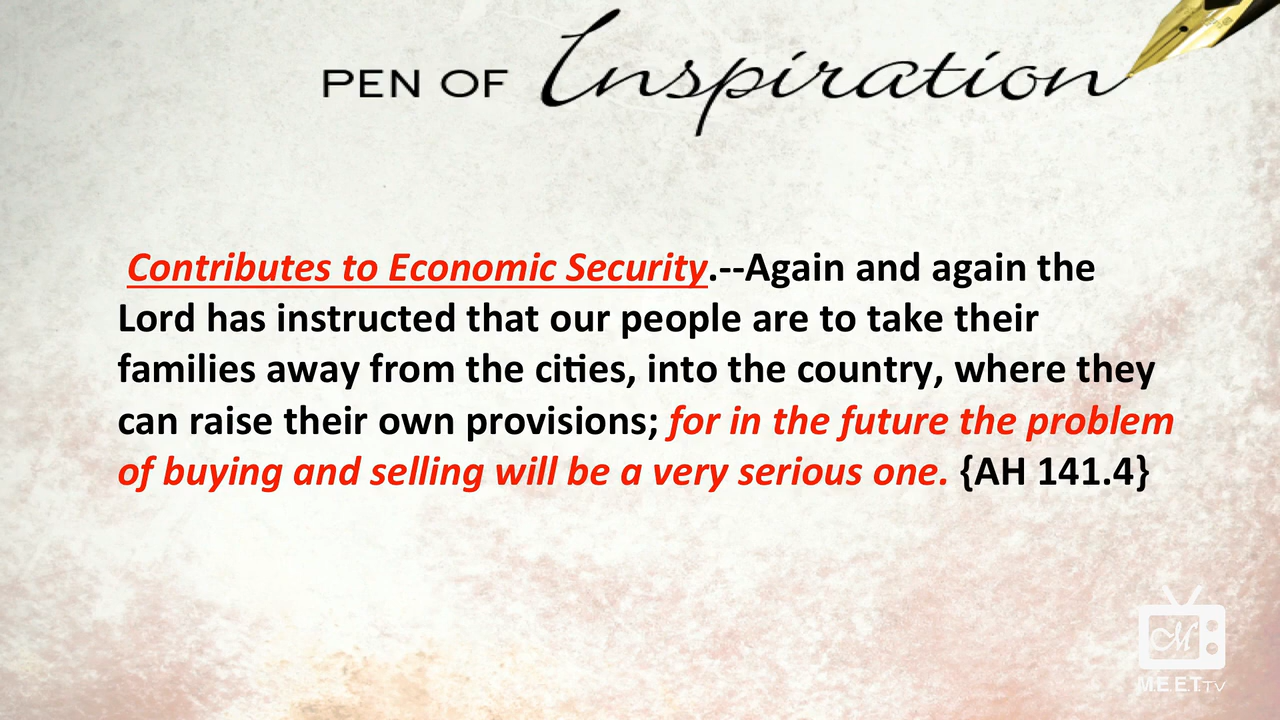 PEN OF Inspiration
Contributes to Economic Security.--Again and again the
Lord has instructed that our people are to take their
families away from the cities, into the country, where they
can raise their own provisions; for in the future the problem
of buying and selling will be a very serious one. {AH 141.4}
M
M.E.E.T.TV